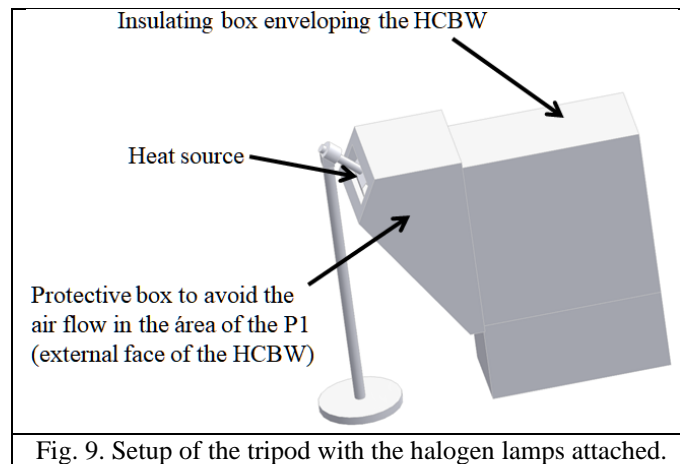 Insulating box enveloping the HCBW
Heat source
Protective box to avoid the
air flow in the área of the P1
(external face of the HCBW)
Fig. 9. Setup of the tripod with the halogen lamps attached.